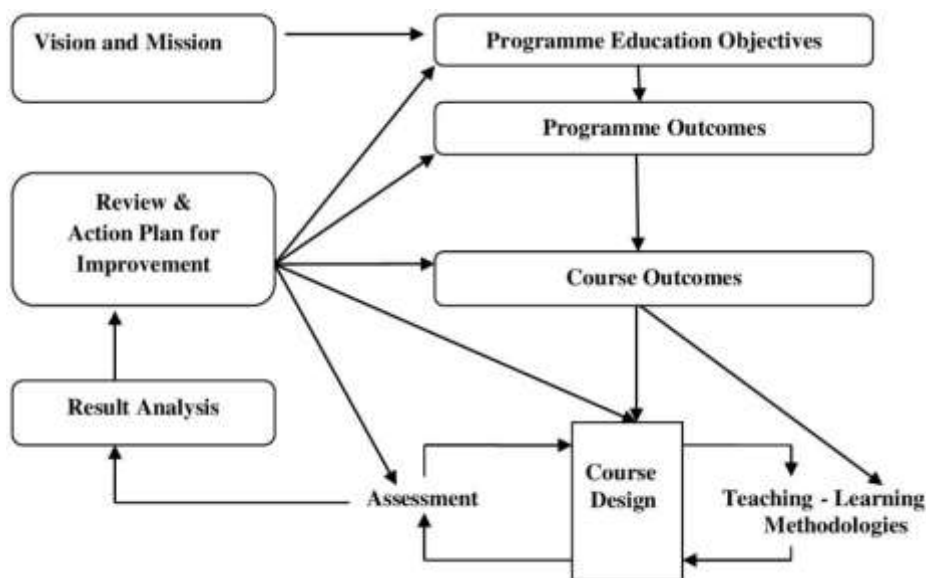 Vision and Mission
Programme Education Objectives
Programme Outcomes
Review &
Action Plan for
Improvement
Course Outcomes
Result Analysis
Assessment
Course
Design
Teaching - Learning
Methodologies